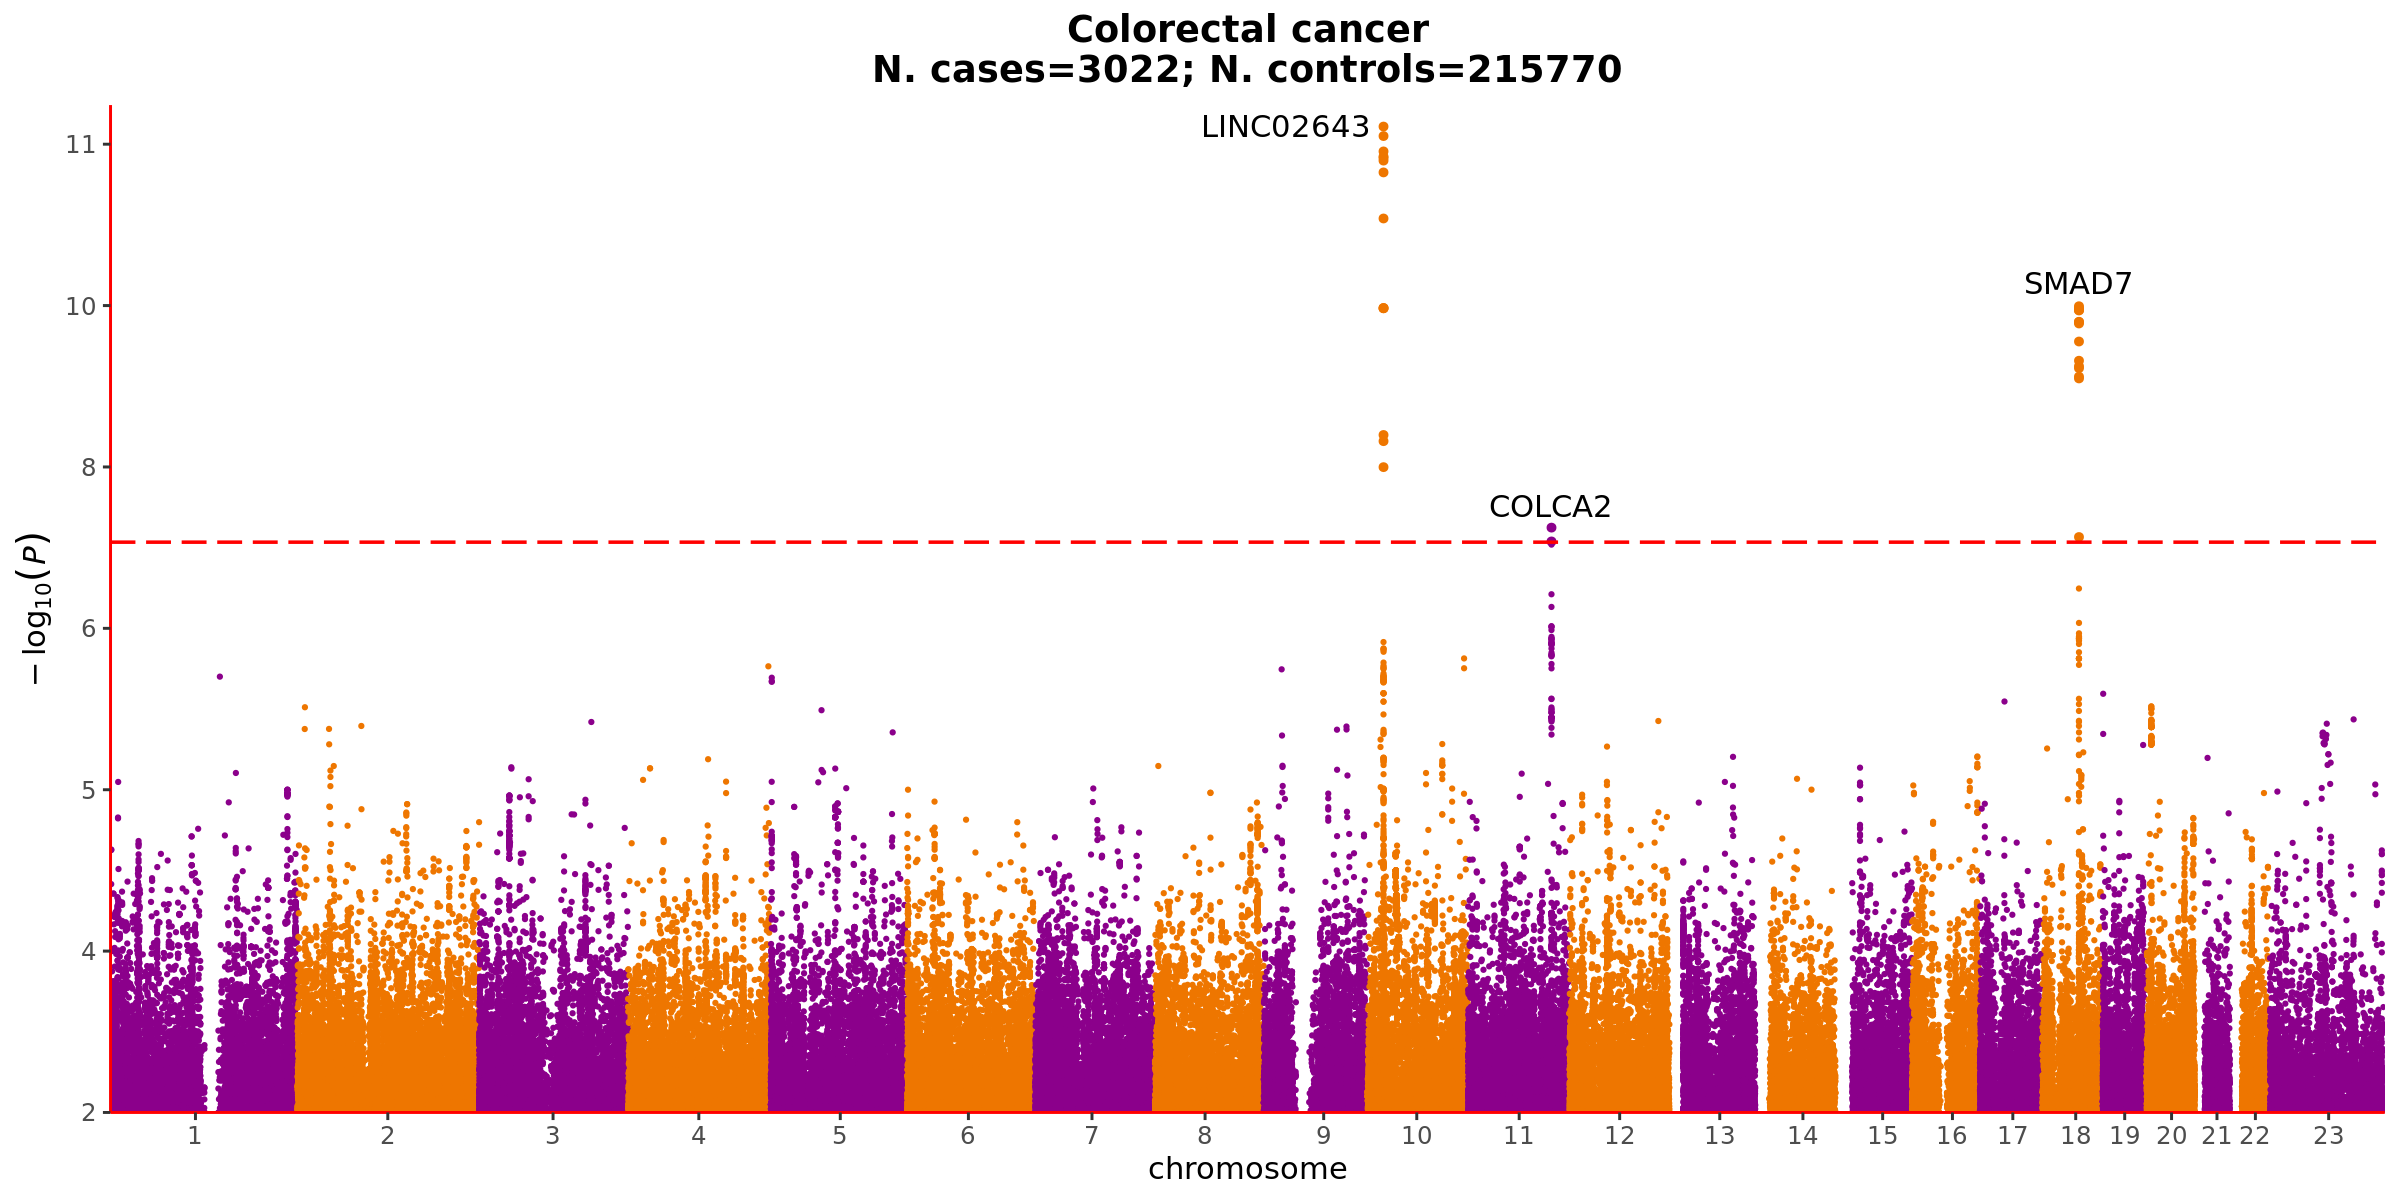 Colorectal cancer
N. cases=3022; N. controls=215770
LINC02643
11
SMAD7
10
8
COLCA2
−log10(P)
6
5
4
2
1 2 3 4 5 6 7 8 9 10 11 12 13 14 15 16 17 18 19 20 21 22 23
chromosome